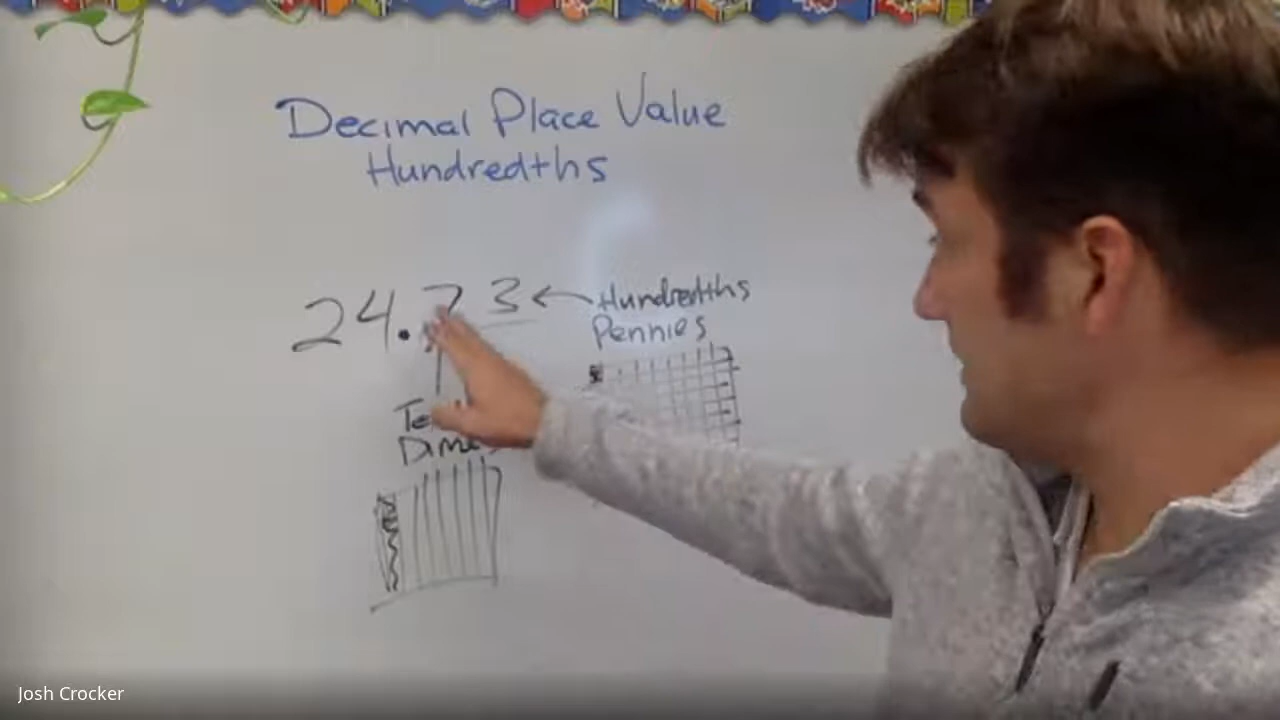 Decimal Place Value
Hundredths
24.73 ← Hundredths
Pennies
Josh Crocker